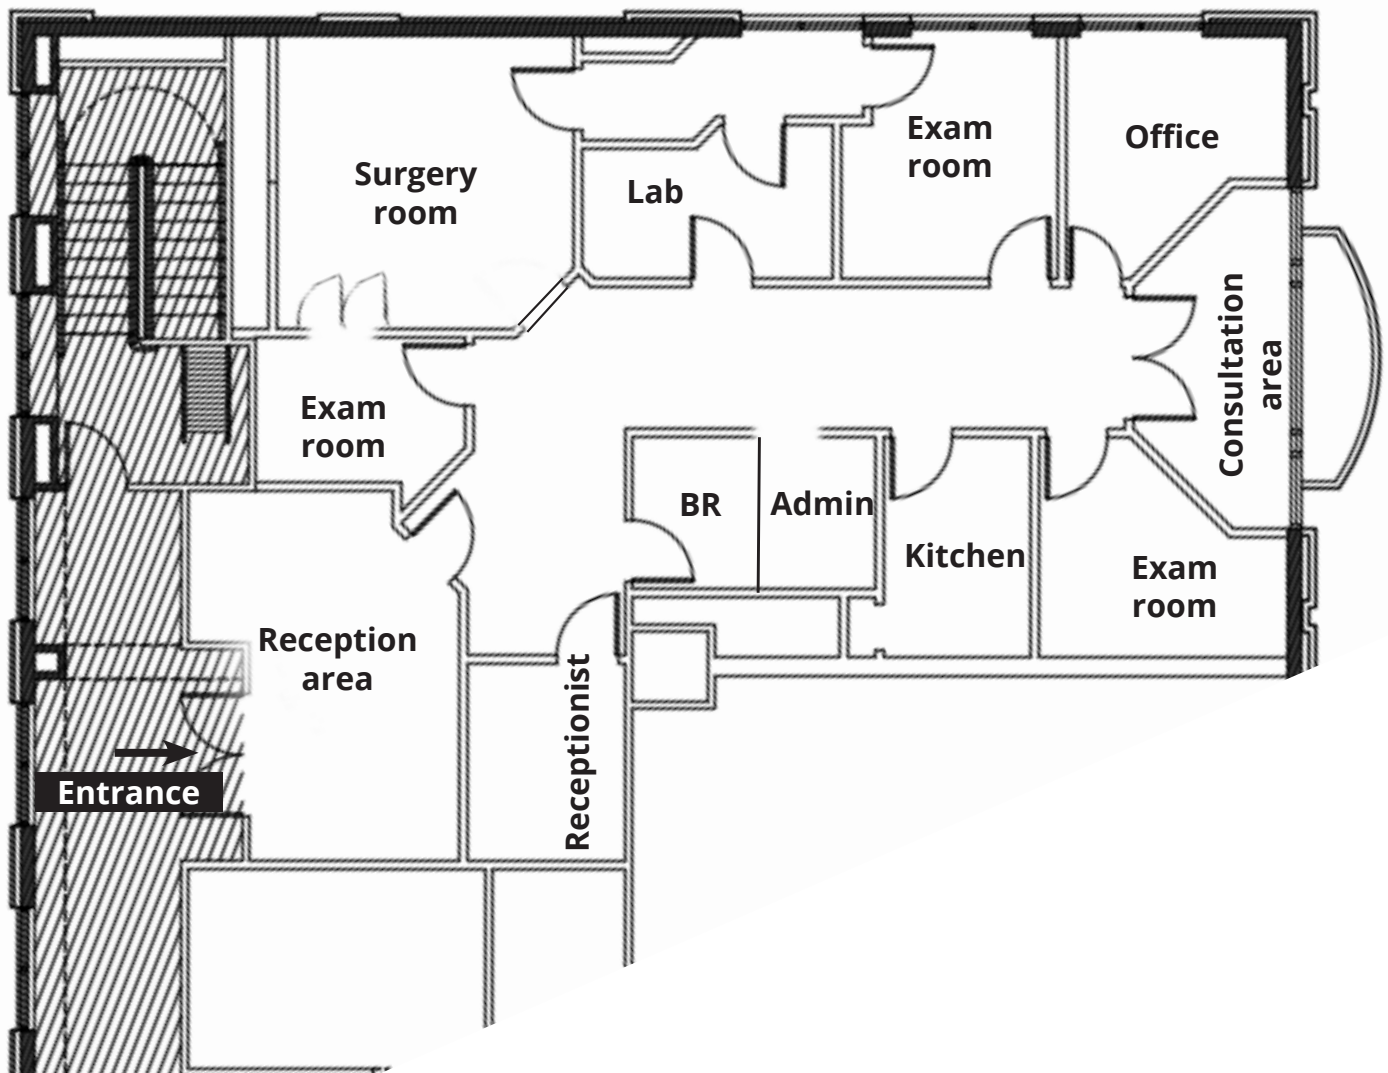 Surgery
room
Lab
Exam
room
Office
Consultation
area
Exam
room
BR
Admin
Kitchen
Exam
room
Reception
area
Receptionist
Entrance